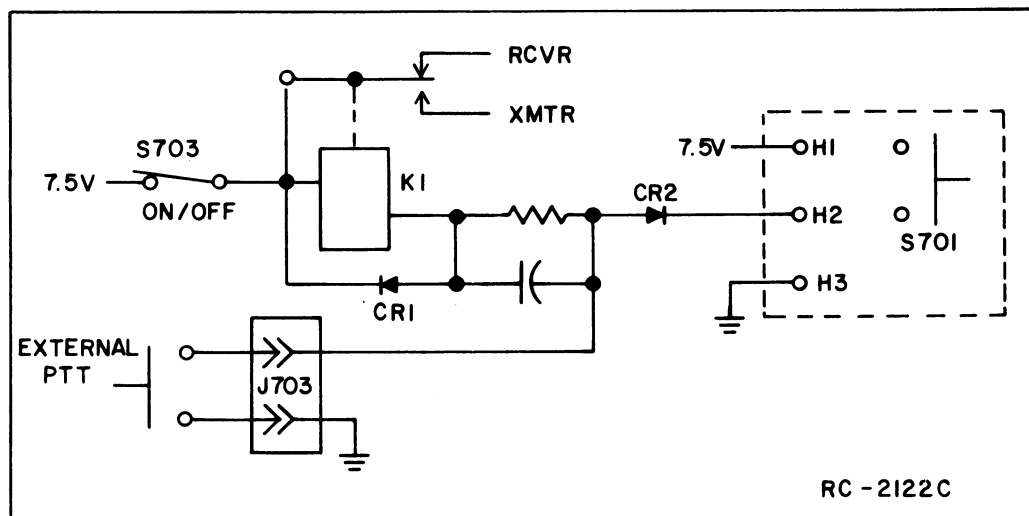 RCVR
XMTR
S703
7.5V
ON/OFF
K1
7.5V
H1
CR2
H2
S701
H3
CR1
EXTERNAL
PTT
J703
RC-2122C